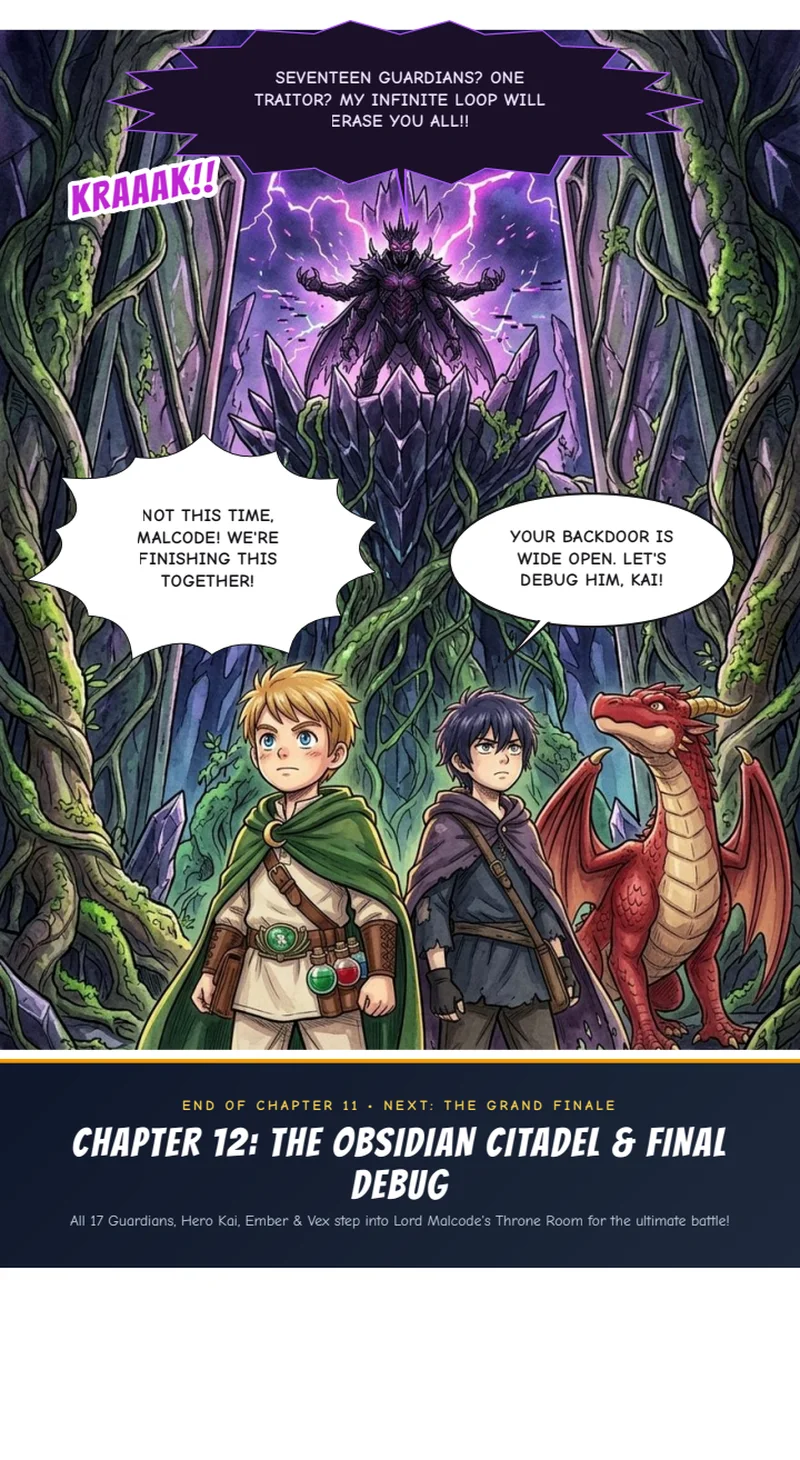 SEVENTEEN GUARDIANS? ONE
TRAITOR? MY INFINITE LOOP WILL
ERASE YOU ALL!!
KRAAAK!!
NOT THIS TIME,
MALCODE! WE'RE
FINISHING THIS
TOGETHER!
YOUR BACKDOOR IS
WIDE OPEN. LET'S
DEBUG HIM, KAI!
END OF CHAPTER 11 • NEXT: THE GRAND FINALE
CHAPTER 12: THE OBSIDIAN CITADEL & FINAL
DEBUG
All 17 Guardians, Hero Kai, Ember & Vex step into Lord Malcode's Throne Room for the ultimate battle!